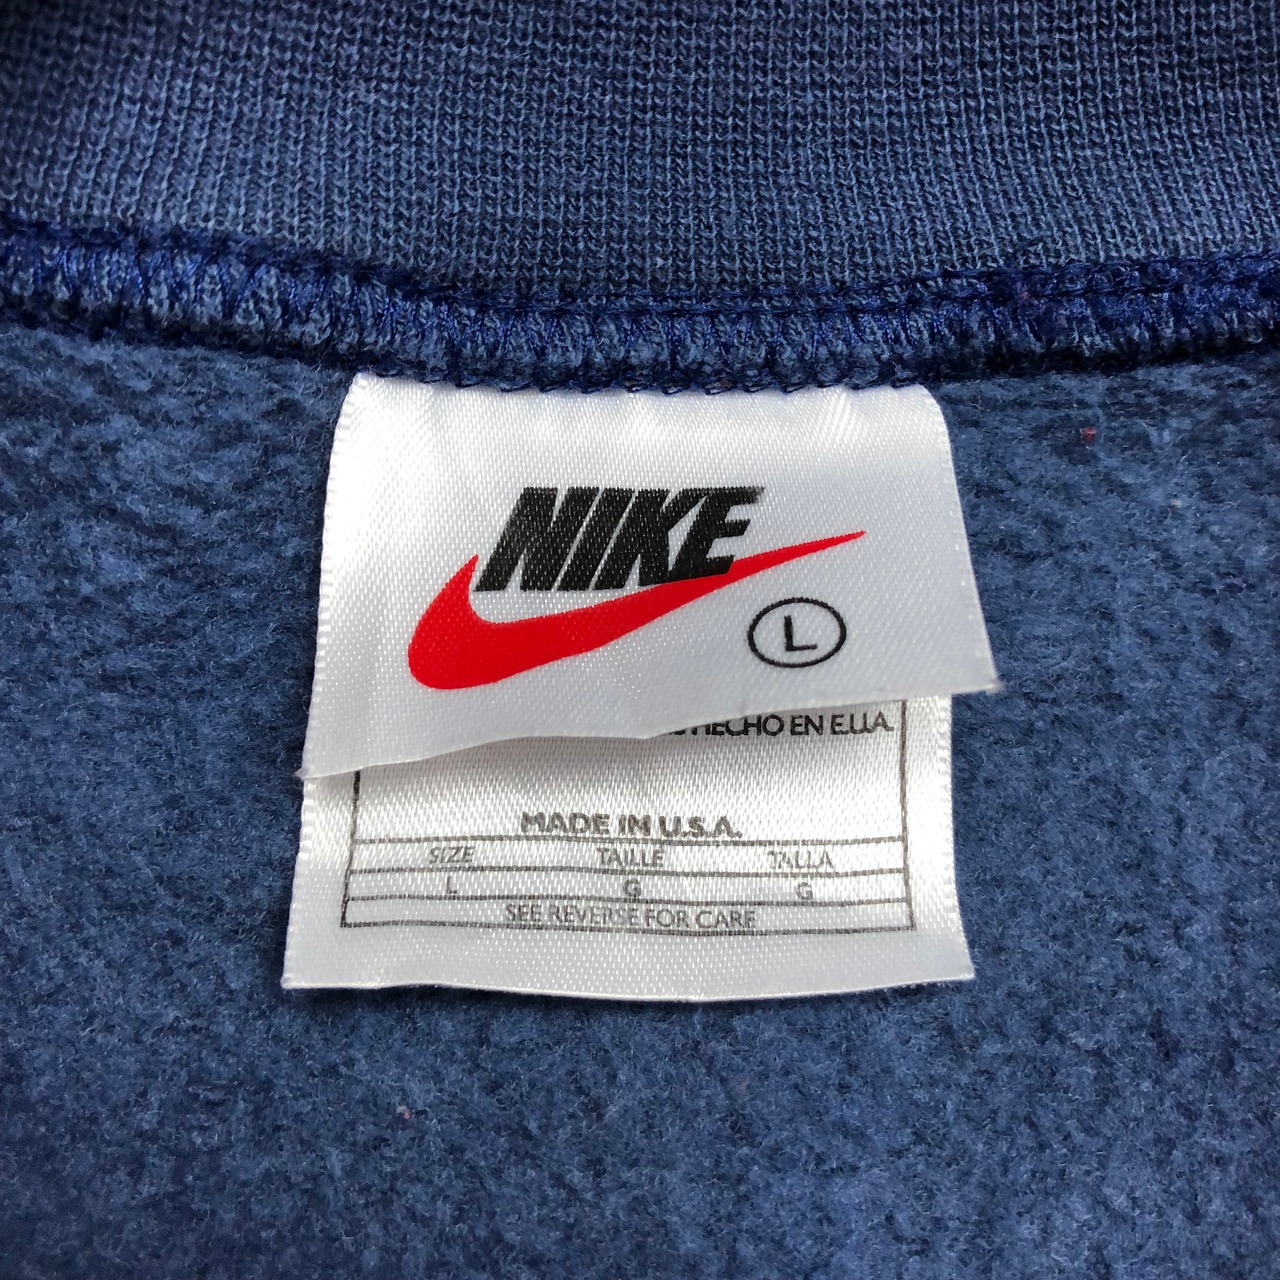 NIKE
L
HECHO EN E.U.A.
MADE IN U.S.A.
SIZE TAILLE TALLA
L G G
SEE REVERSE FOR CARE